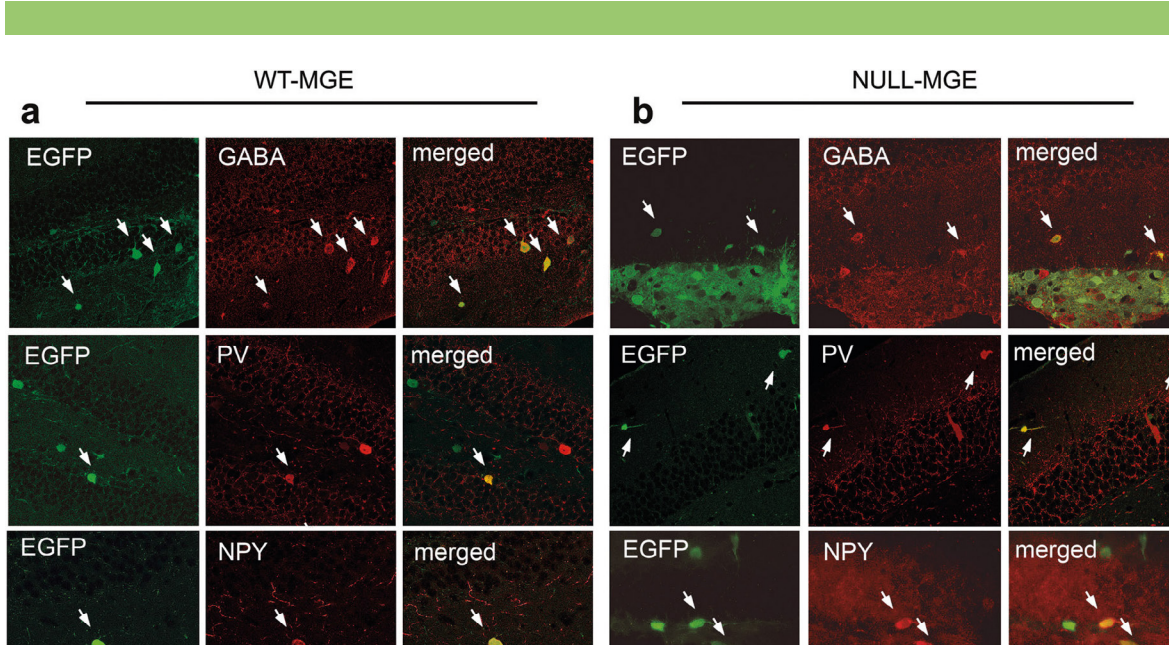 WT-MGE NULL-MGE
a b
EGFP GABA merged EGFP GABA merged
EGFP PV merged EGFP PV merged
EGFP NPY merged EGFP NPY merged